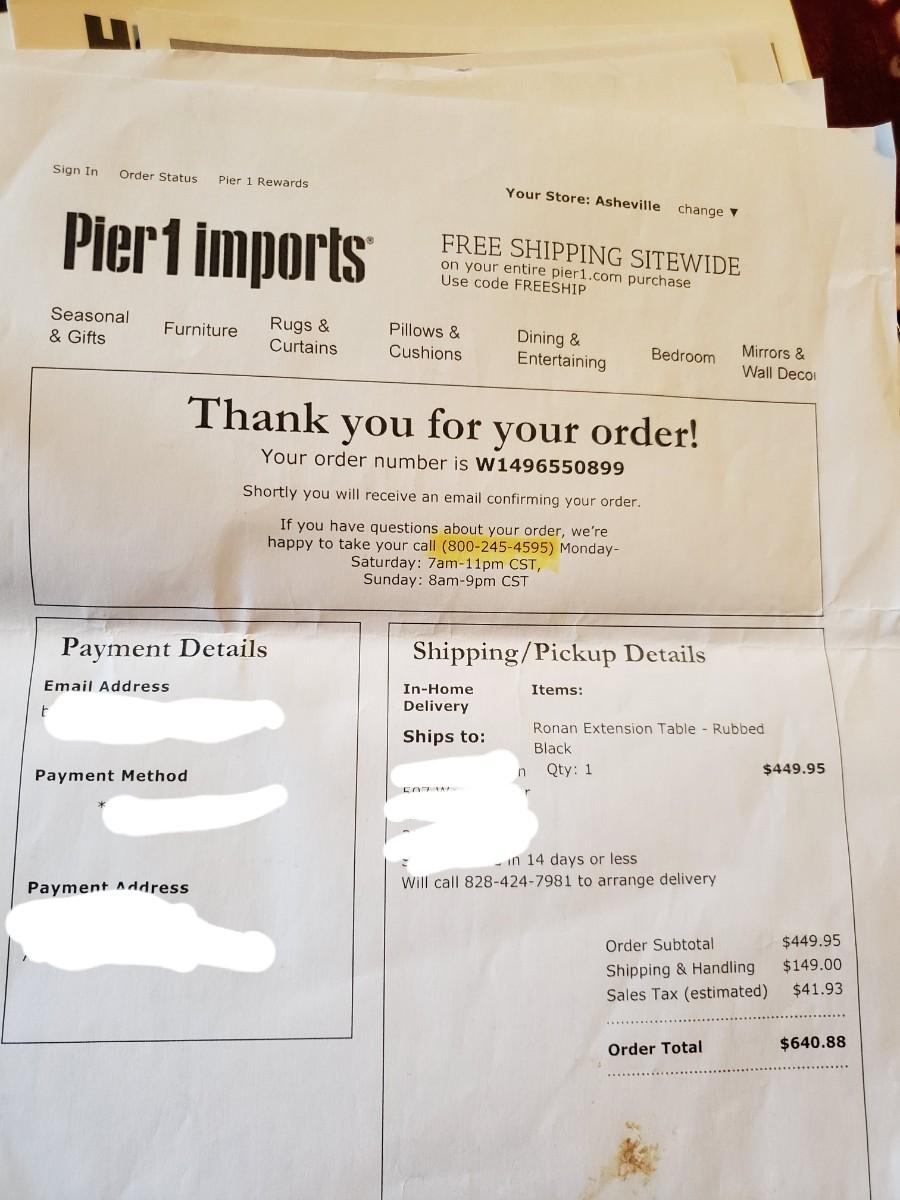 Sign In Order Status Pier 1 Rewards
Your Store: Asheville change ▼
Pier1 imports®
FREE SHIPPING SITEWIDE
on your entire pier1.com purchase
Use code FREESHIP
Seasonal & Gifts
Furniture
Rugs & Curtains
Pillows & Cushions
Dining & Entertaining
Bedroom
Mirrors & Wall Decor
Thank you for your order!
Your order number is W1496550899
Shortly you will receive an email confirming your order.
If you have questions about your order, we're
happy to take your call (800-245-4595) Monday-
Saturday: 7am-11pm CST,
Sunday: 8am-9pm CST
Payment Details
Email Address
Payment Method
*
Payment Address
Shipping/Pickup Details
In-Home
Delivery
Ships to:
Items:
Ronan Extension Table - Rubbed
Black
Qty: 1 $449.95
in 14 days or less
Will call 828-424-7981 to arrange delivery
Order Subtotal $449.95
Shipping & Handling $149.00
Sales Tax (estimated) $41.93
Order Total $640.88